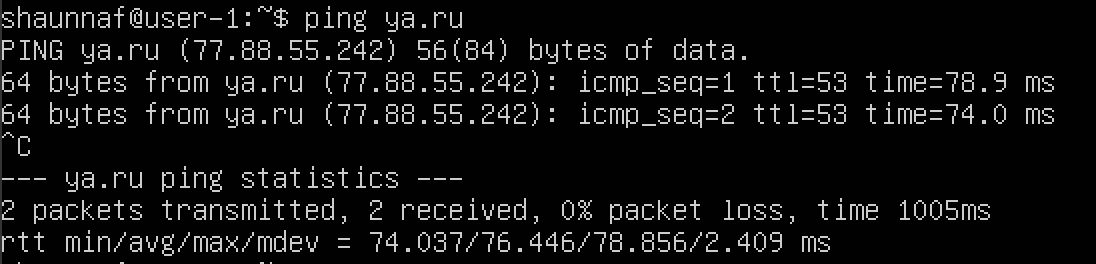 shaunnaf@user-1:~$ ping ya.ru
PING ya.ru (77.88.55.242) 56(84) bytes of data.
64 bytes from ya.ru (77.88.55.242): icmp_seq=1 ttl=53 time=78.9 ms
64 bytes from ya.ru (77.88.55.242): icmp_seq=2 ttl=53 time=74.0 ms
^C
--- ya.ru ping statistics ---
2 packets transmitted, 2 received, 0% packet loss, time 1005ms
rtt min/avg/max/mdev = 74.037/76.446/78.856/2.409 ms